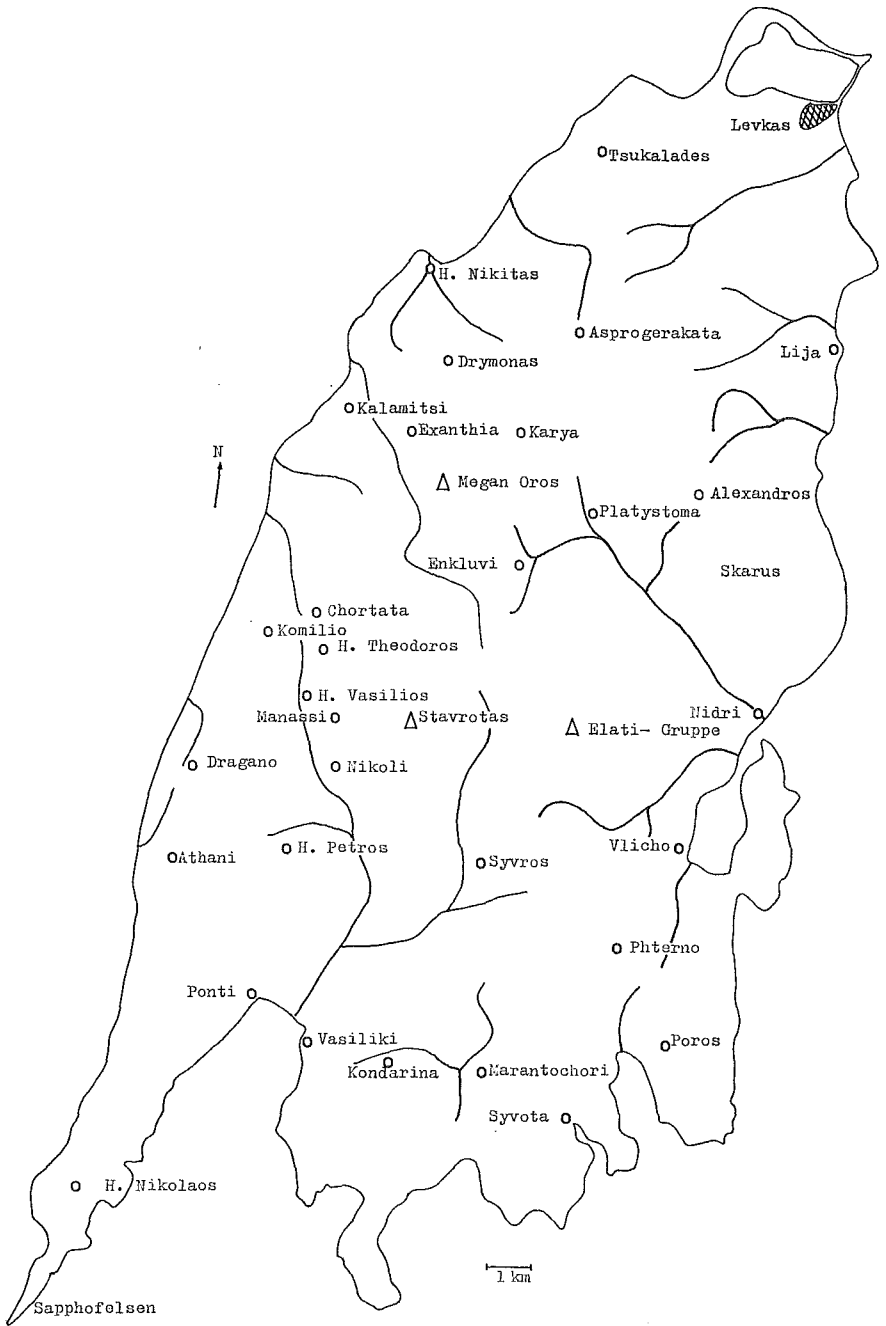 Levkas
Tsukalades
H. Nikitas
Asprogerakata
Lija
Drymonas
Kalamitsi
Exanthia
Karya
N
Megan Oros
Alexandros
Platystoma
Enkluvi
Skarus
Chortata
Komilio
H. Theodoros
H. Vasilios
Manassi
Stavrotas
Nidri
Elati- Gruppe
Dragano
Nikoli
H. Petros
Vlicho
Athani
Syvros
Phterno
Ponti
Vasiliki
Poros
Kondarina
Marantochori
Syvota
H. Nikolaos
1 km
Sapphofelsen